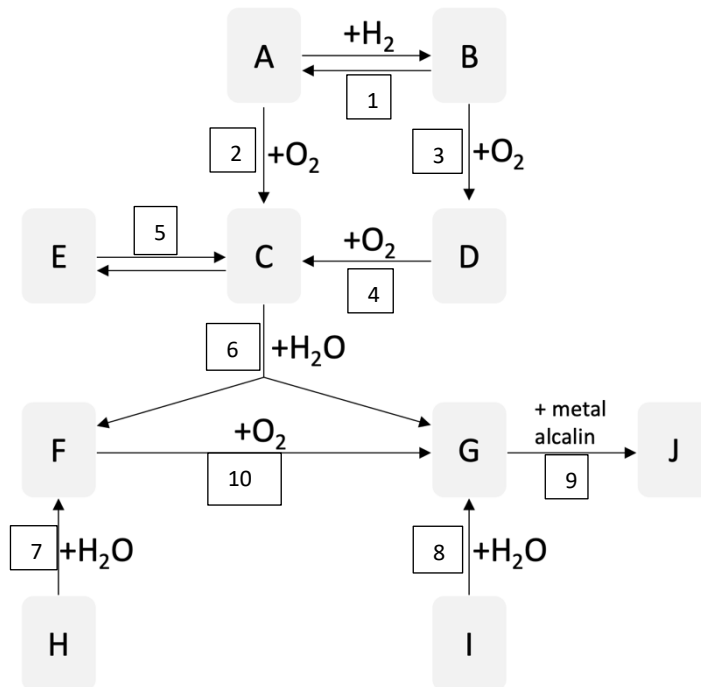 A
+H₂
B
1
2
+O₂
3
+O₂
E
5
C
+O₂
D
4
6
+H₂O
F
+O₂
G
+ metal
alcalin
J
10
9
7
+H₂O
8
+H₂O
H
I